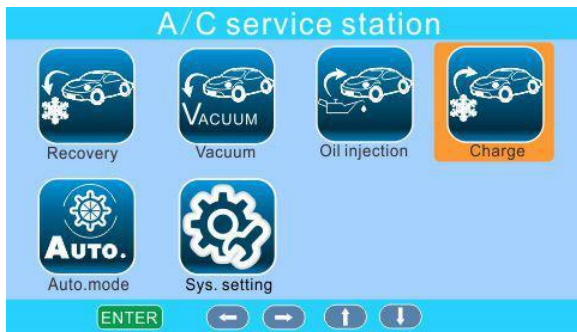 A/C service station
VACUUM
Recovery
Vacuum
Oil injection
Charge
AUTO.
Auto.mode
Sys. setting
ENTER